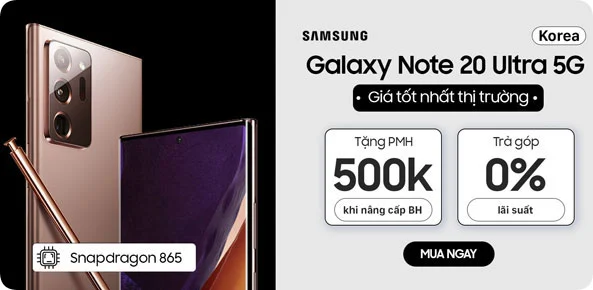 SAMSUNG
Korea
Galaxy Note 20 Ultra 5G
• Giá tốt nhất thị trường •
Tặng PMH
500k
khi nâng cấp BH
Trả góp
0%
lãi suất
MUA NGAY
Snapdragon 865